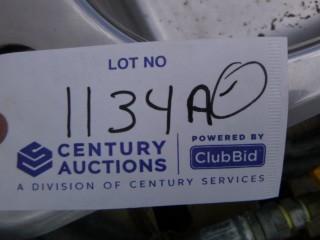 LOT NO
1134A
CENTURY
AUCTIONS
POWERED BY
ClubBid
A DIVISION OF CENTURY SERVICES